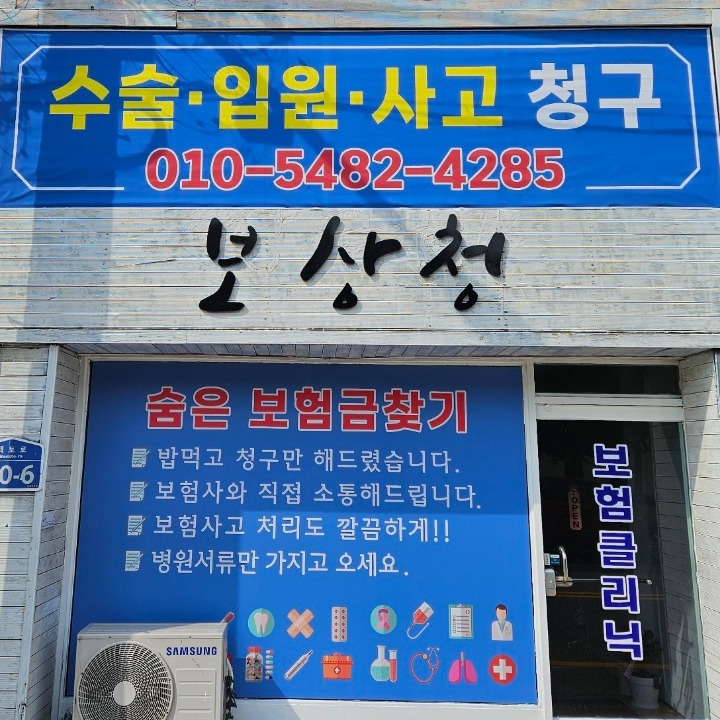 수술·입원·사고 청구
010-5482-4285
보상청
숨은 보험금찾기
밥먹고 청구만 해드렸습니다.
보험사와 직접 소통해드립니다.
보험사고 처리도 깔끔하게!!
병원서류만 가지고 오세요.
보험클리닉
OPEN
0-6
SAMSUNG